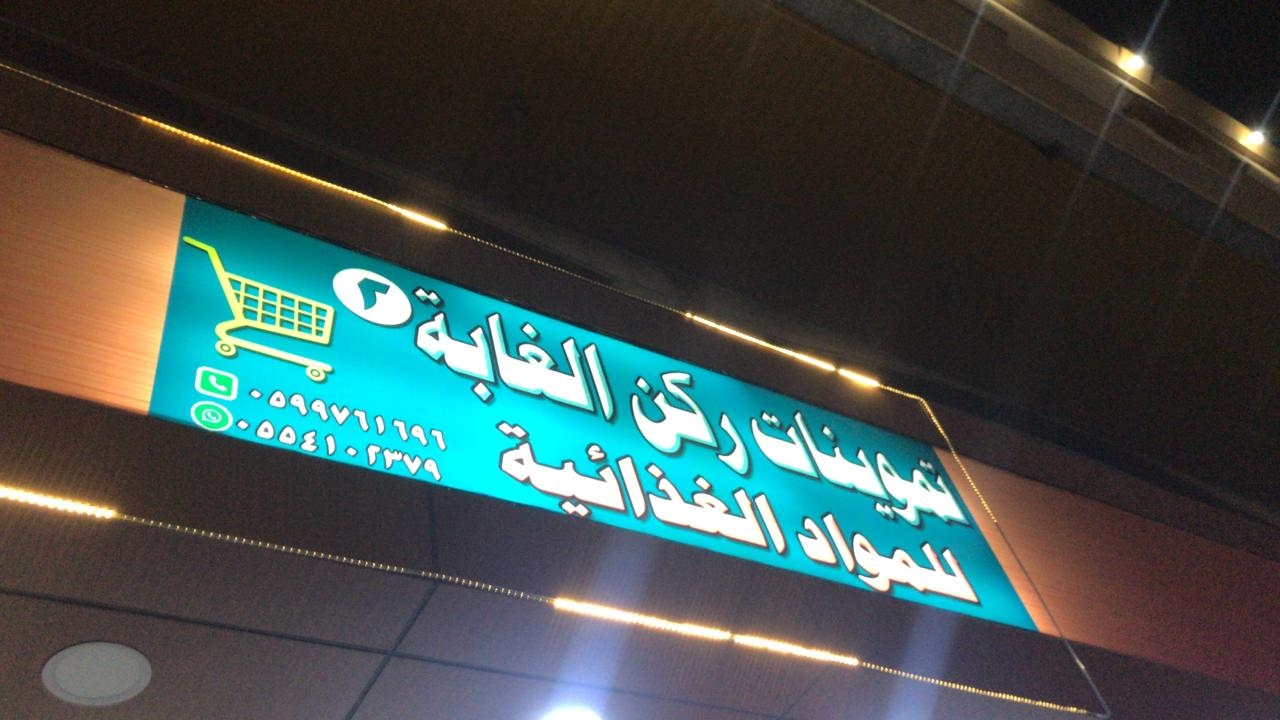 تموينات ركن الغابة ٢
للمواد الغذائية
٠٥٩٩٧٦١٦٩٦
٠٥٥٤١٠٢٣٧٩